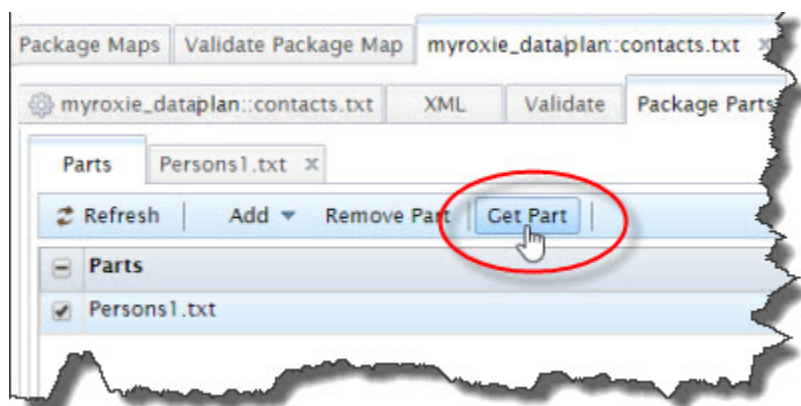 Package Maps Validate Package Map myroxie_dataplan::contacts.txt
myroxie_dataplan::contacts.txt XML Validate Package Parts
Parts Persons1.txt
Refresh Add Remove Part Get Part
Parts
Persons1.txt